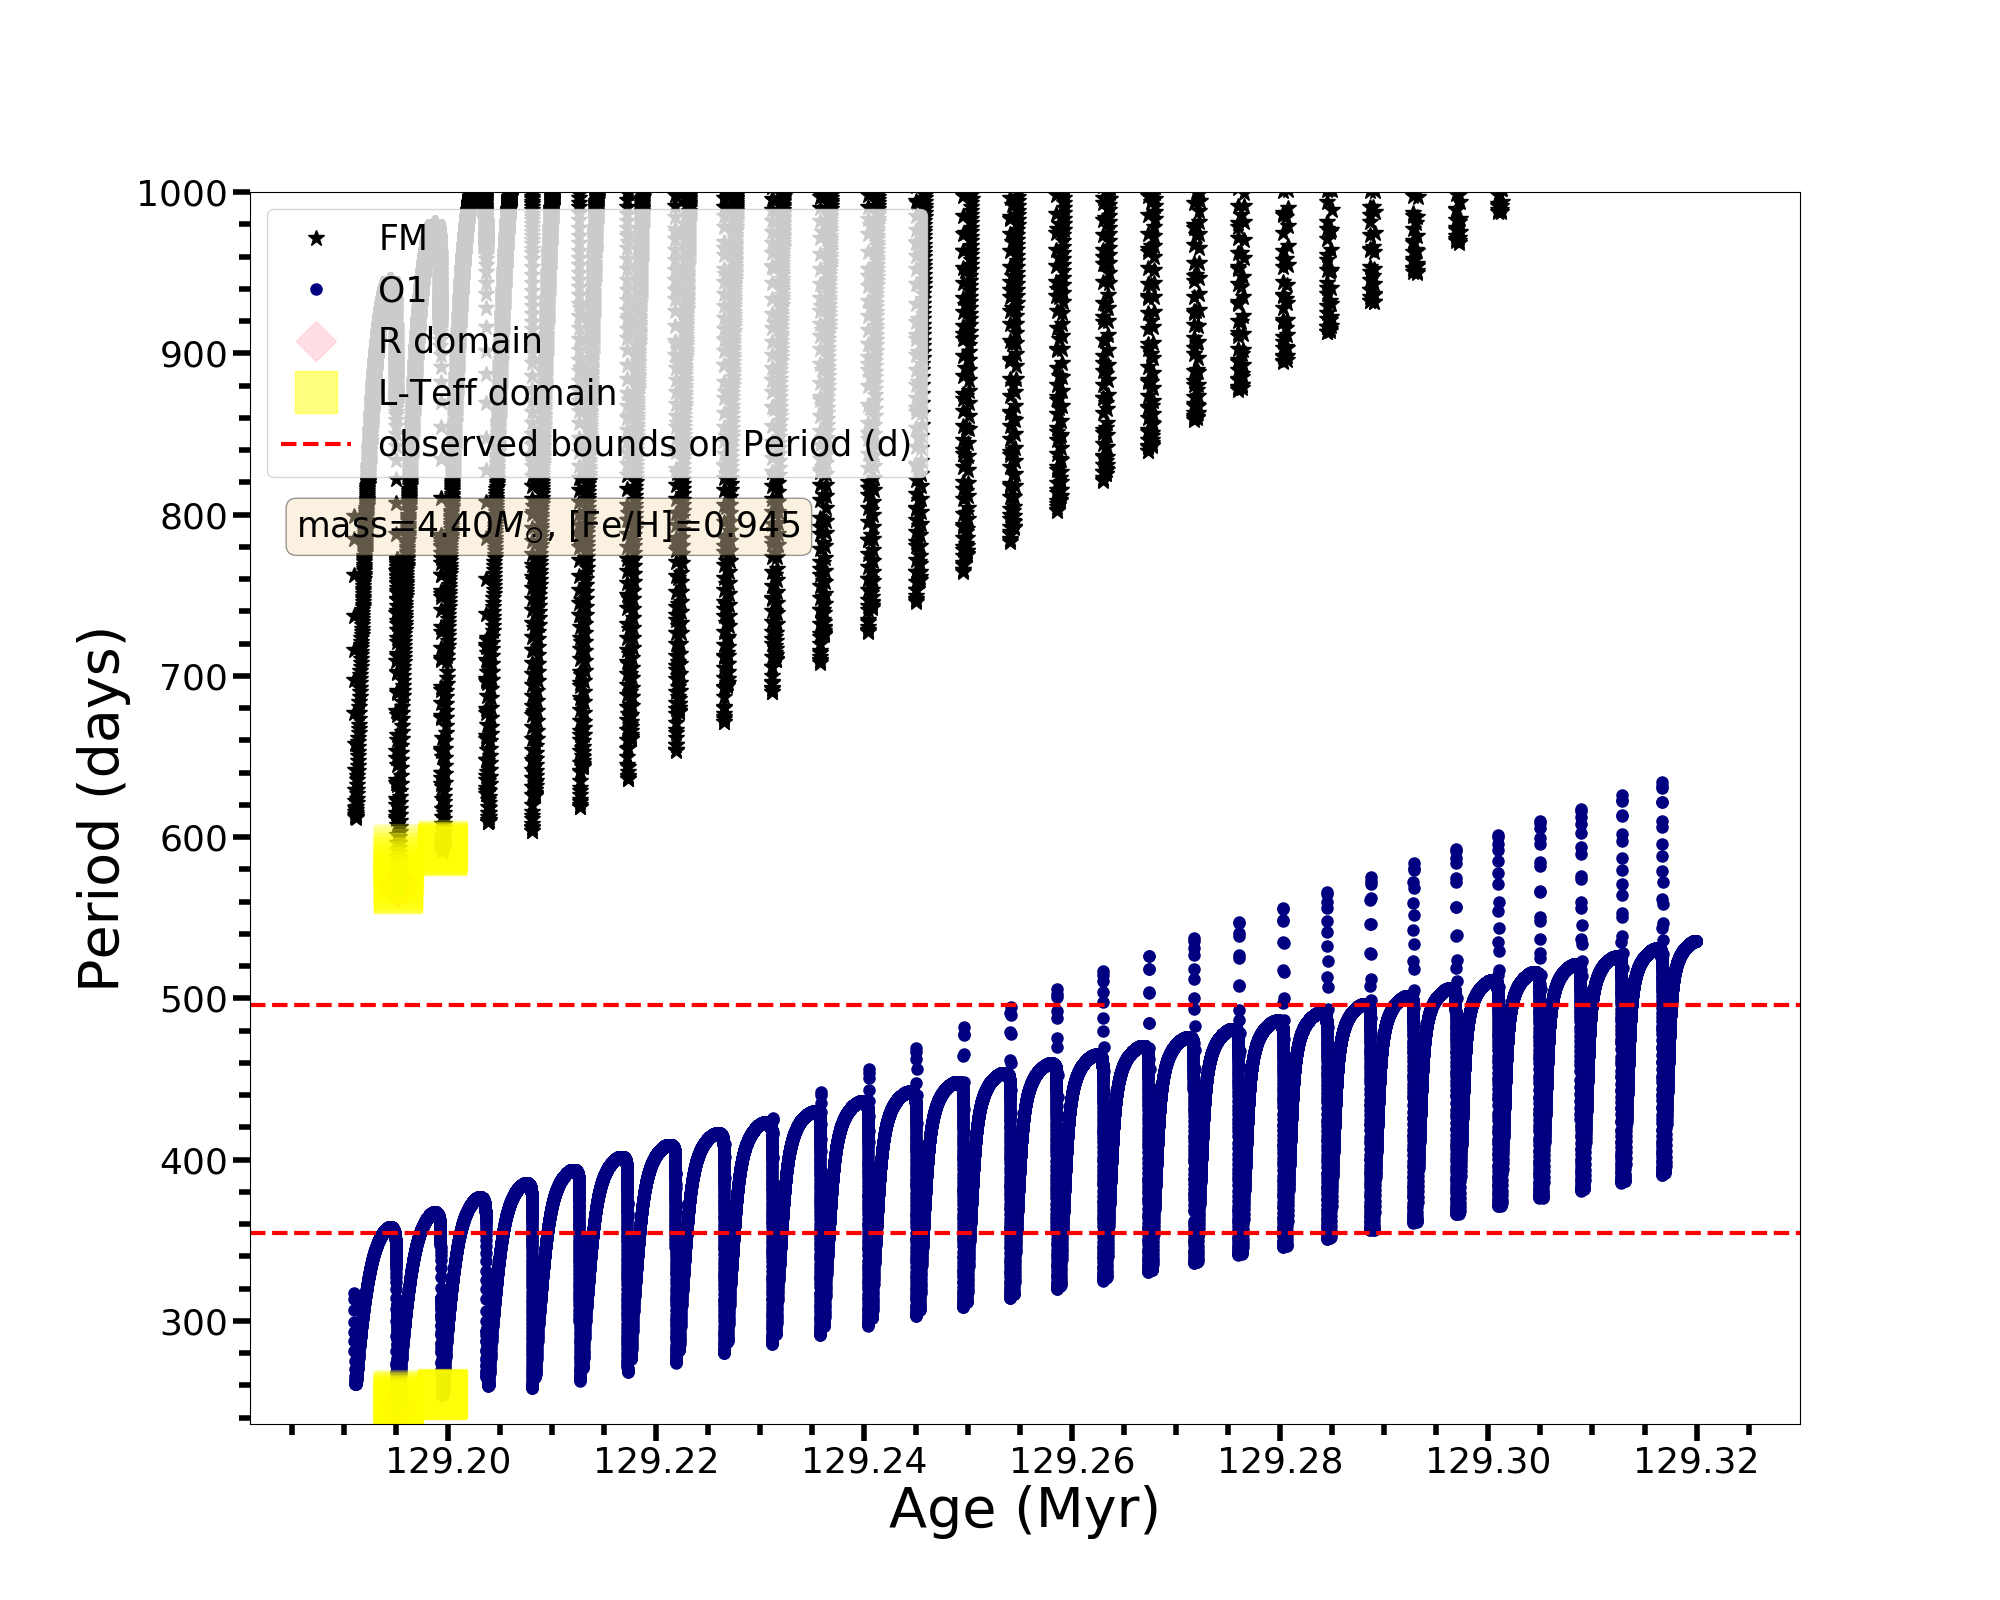 1000
900
800
700
600
500
400
300
Period (days)
FM
O1
R domain
L-Teff domain
observed bounds on Period (d)
mass=4.40M☉, [Fe/H]=0.945
129.20 129.22 129.24 129.26 129.28 129.30 129.32
Age (Myr)